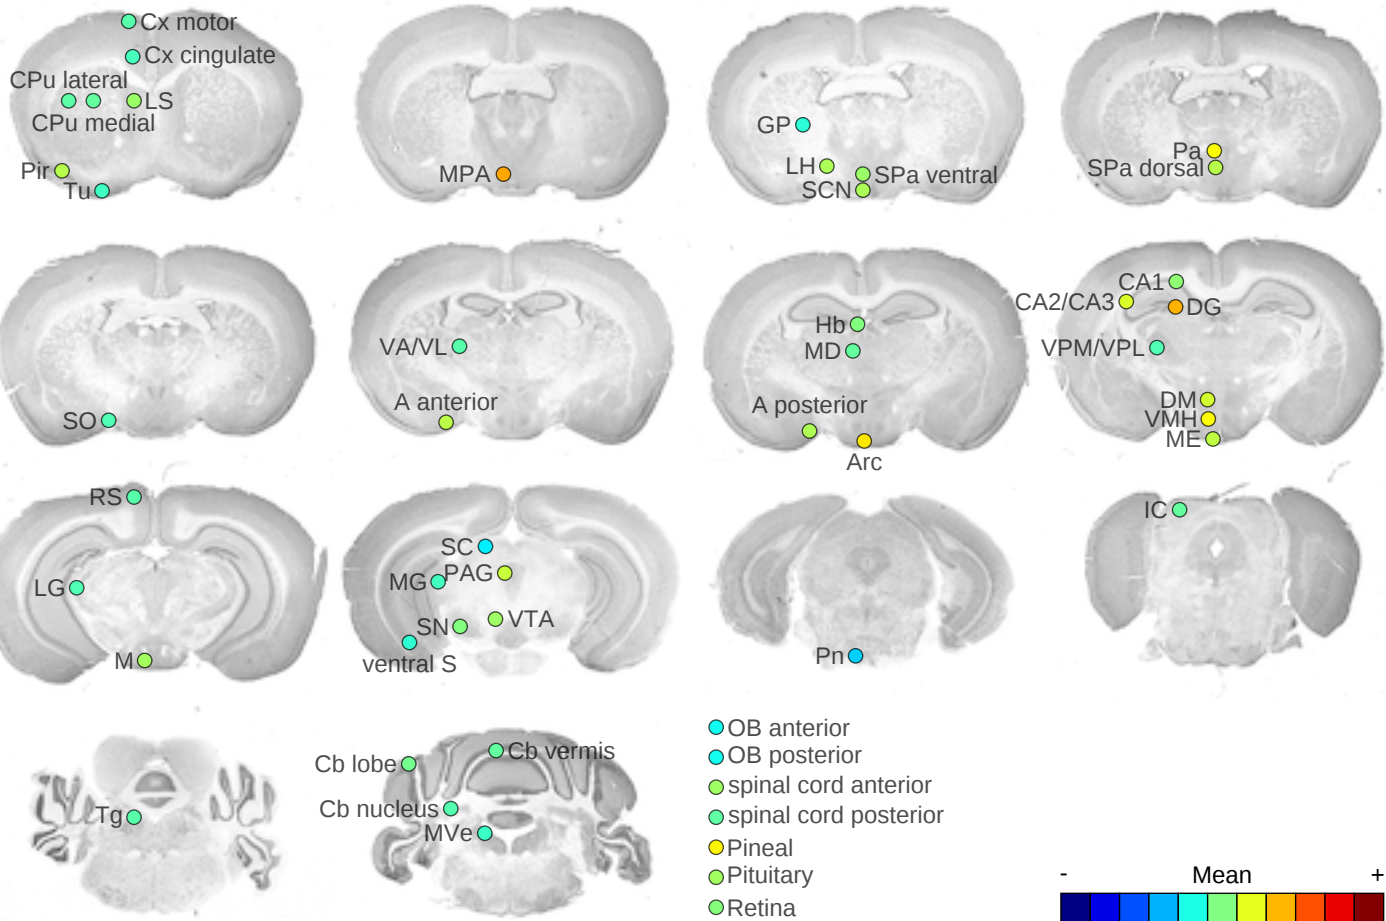 Cx motor
Cx cingulate
CPu lateral
LS
CPu medial
Pir
Tu
MPA
GP
LH
SPa ventral
SCN
Pa
SPa dorsal
SO
VA/VL
A anterior
Hb
MD
A posterior
Arc
CA1
CA2/CA3
DG
VPM/VPL
DM
VMH
ME
RS
LG
M
SC
PAG
MG
VTA
SN
ventral S
Pn
IC
Tg
Cb vermis
Cb lobe
Cb nucleus
MVe
OB anterior
OB posterior
spinal cord anterior
spinal cord posterior
Pineal
Pituitary
Retina
- Mean +